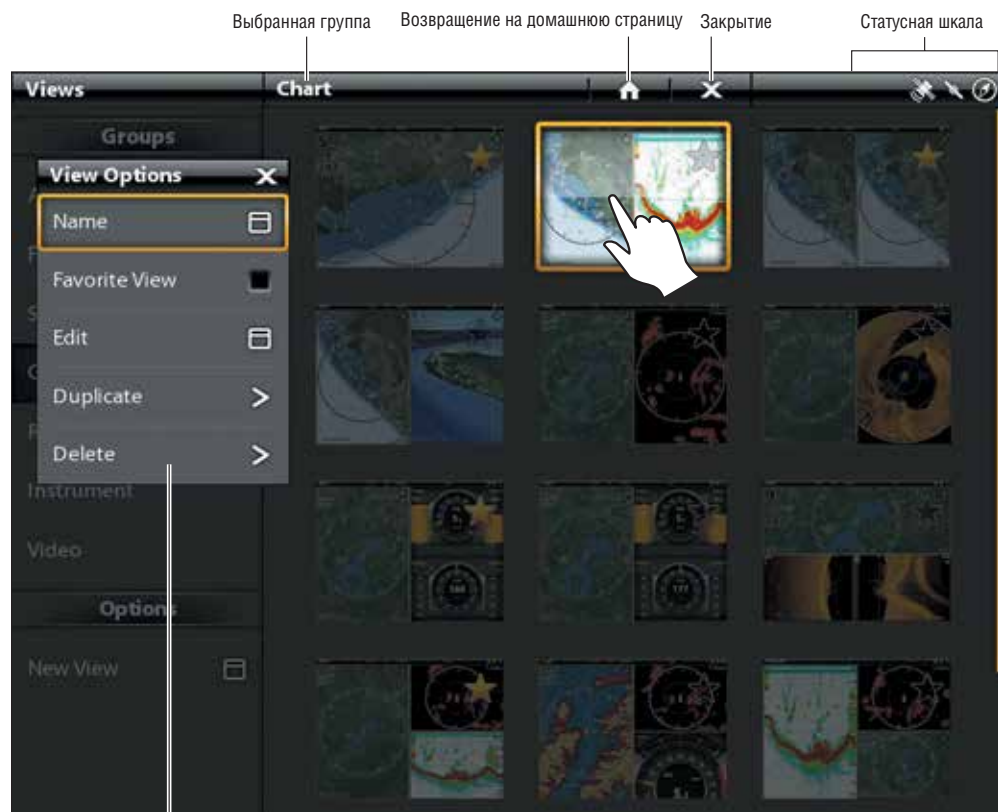 Выбранная группа
Возвращение на домашнюю страницу
Закрытие
Статусная шкала
Views
Chart
Groups
View Options
Name
Favorite View
Edit
Duplicate
Delete
Instrument
Video
Options
New View